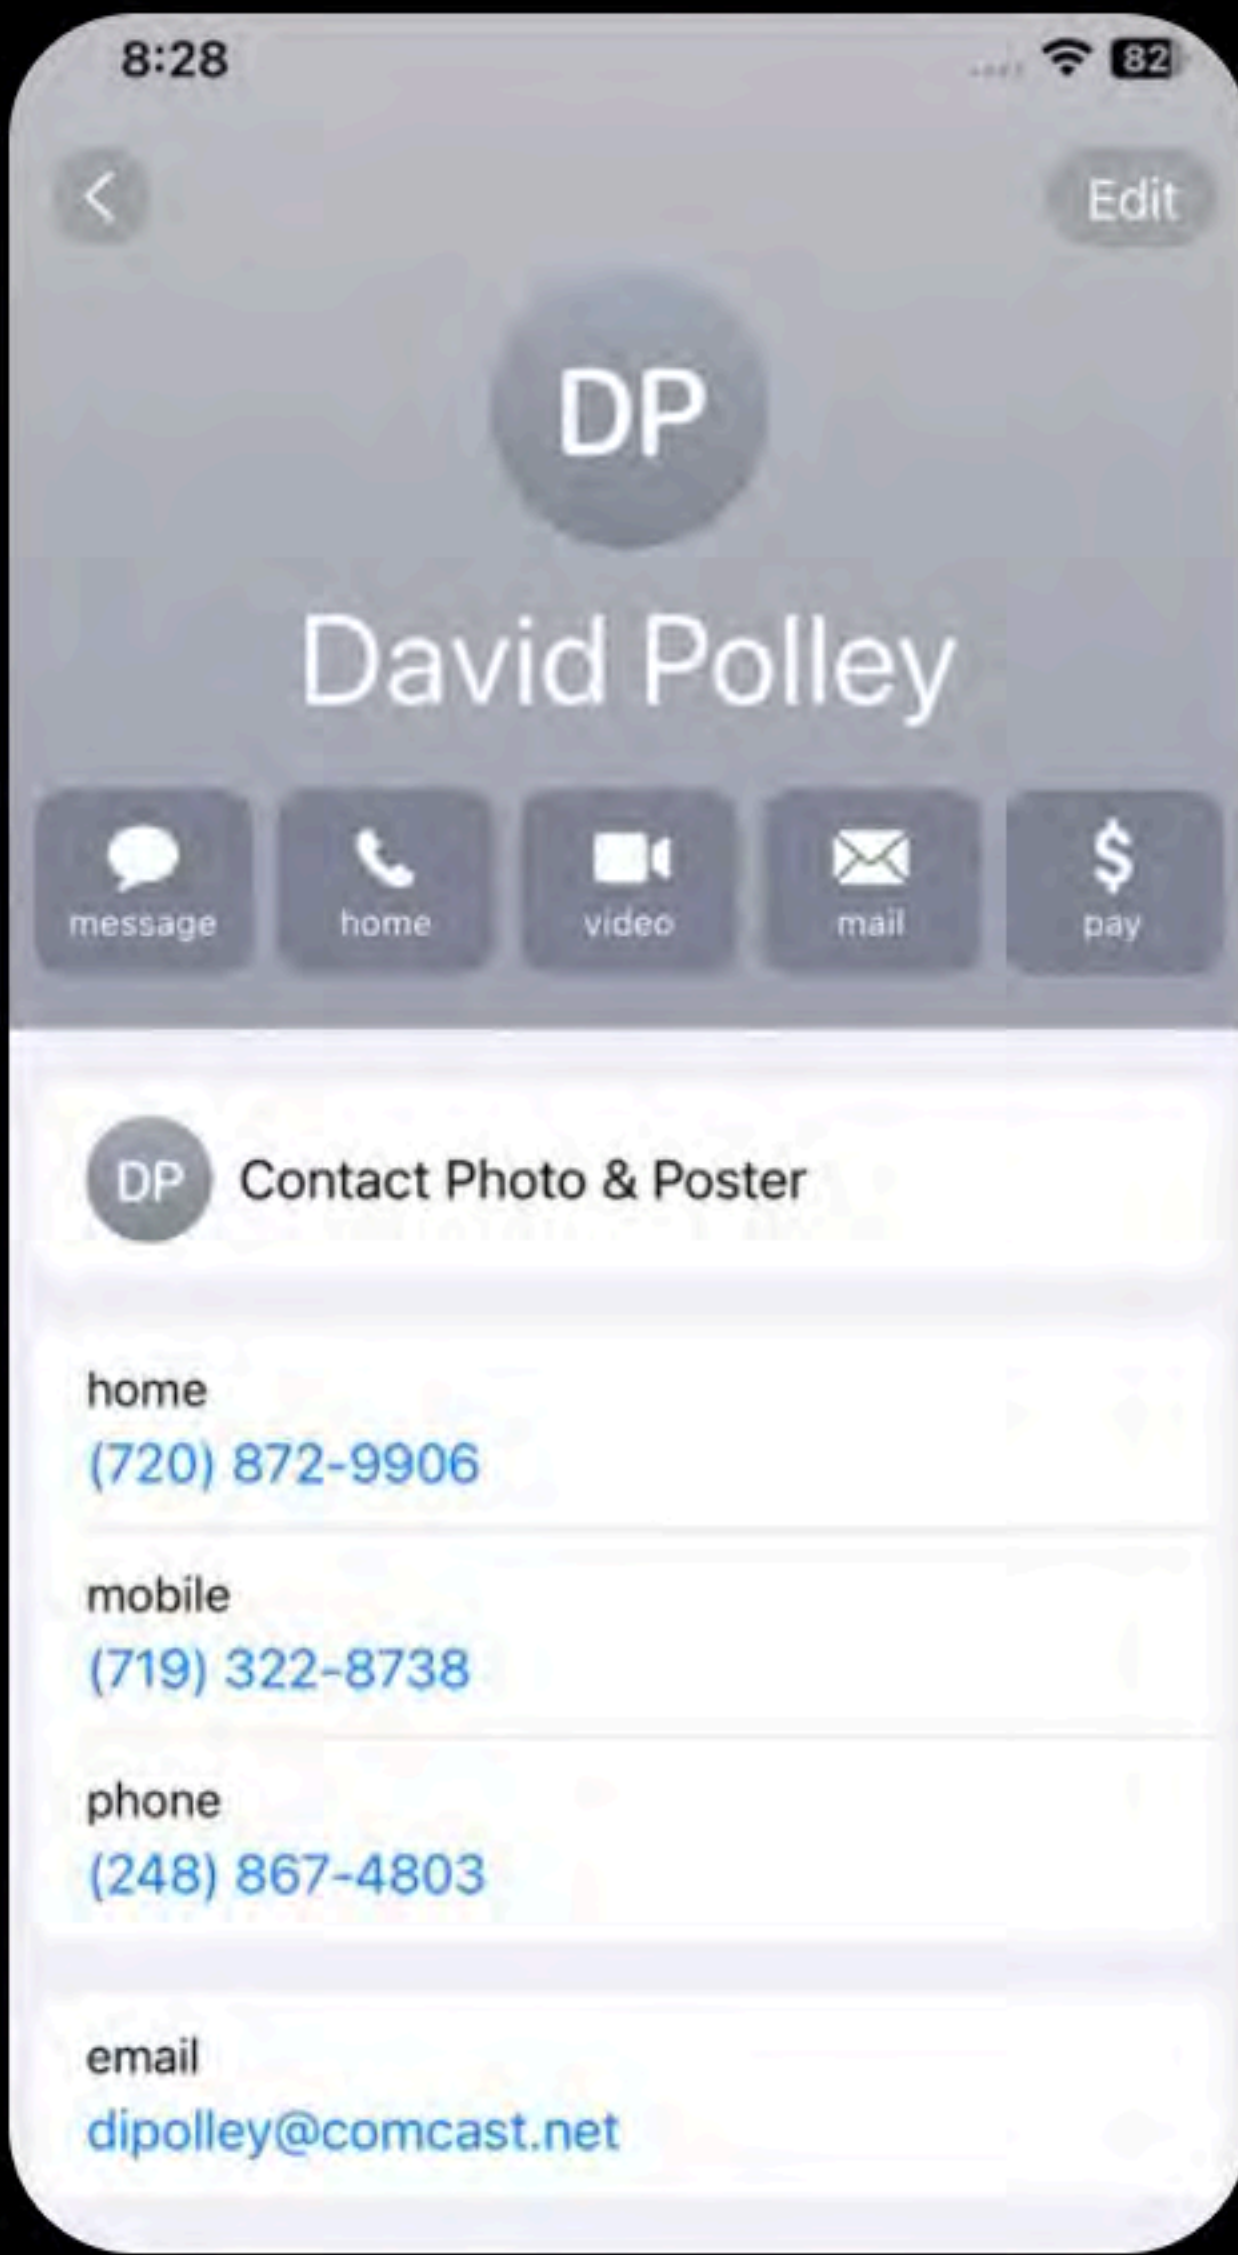 8:28
82
Edit
DP
David Polley
message home video mail pay
DP Contact Photo & Poster
home
(720) 872-9906
mobile
(719) 322-8738
phone
(248) 867-4803
email
dipolley@comcast.net